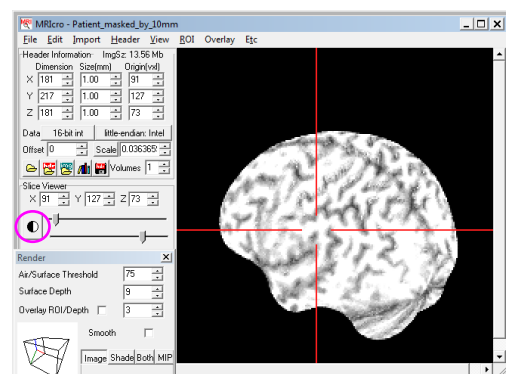 MRIcro - Patient_masked_by_10mm
File Edit Import Header View ROI Overlay Etc
Header Information- ImgSz: 13.56 Mb
Dimension Size(mm) Origin(vxl)
X 181 1.00 91
Y 217 1.00 127
Z 181 1.00 73
Data 16-bit int little-endian: Intel
Offset 0 Scale 0.036365
Volumes 1
Slice Viewer
X 91 Y 127 Z 73
Render
Air/Surface Threshold 75
Surface Depth 9
Overlay ROI/Depth 3
Smooth
Image Shade Both MIP